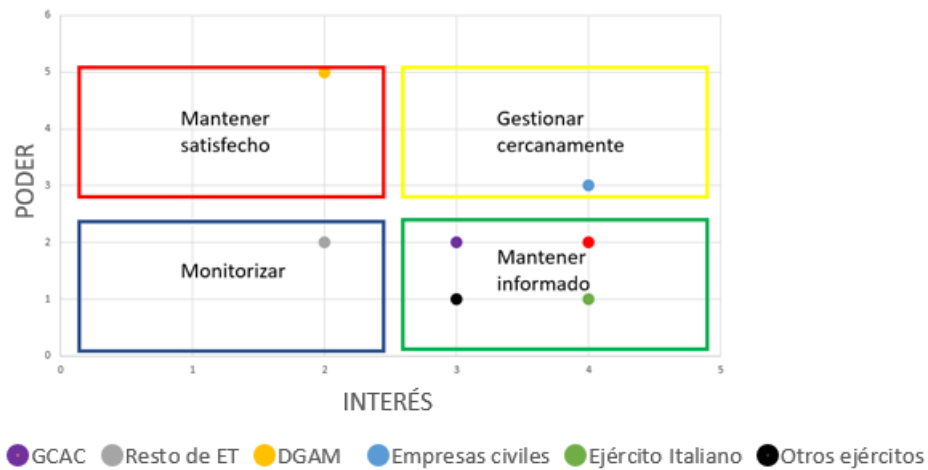 6
5
4
3
2
1
0
PODER
Mantener
satisfecho
Gestionar
cercanamente
Monitorizar
Mantener
informado
0 1 2 3 4 5
INTERÉS
GCAC Resto de ET DGAM Empresas civiles Ejército Italiano Otros ejércitos